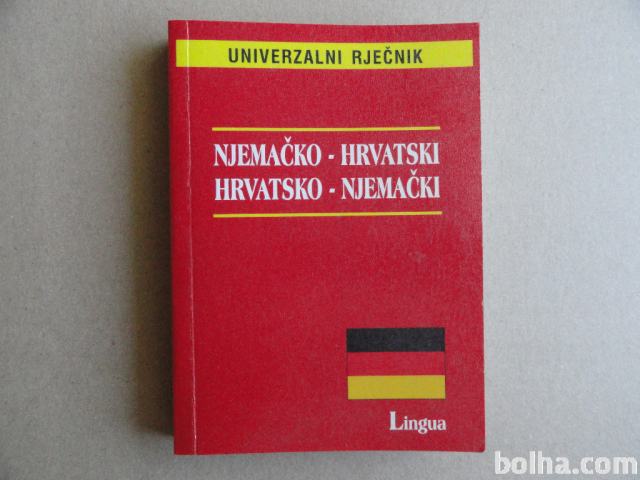 UNIVERZALNI RJEČNIK
NJEMAČKO - HRVATSKI
HRVATSKO - NJEMAČKI
Lingua
bolha.com